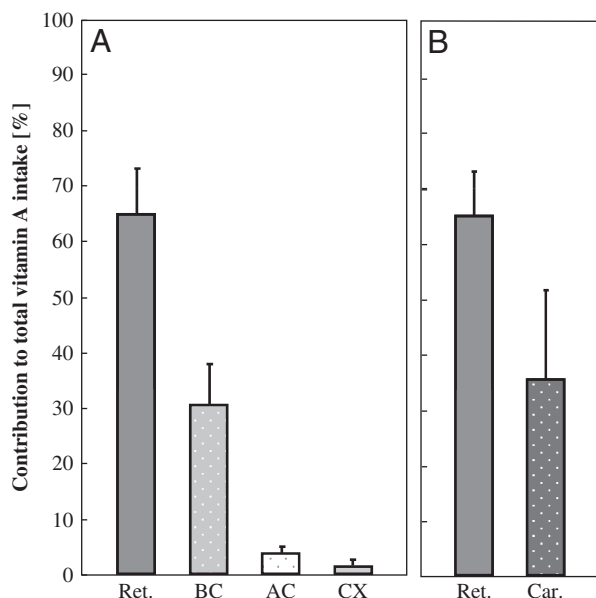 Contribution to total vitamin A intake [%]
100
90
80
70
60
50
40
30
20
10
0
A
Ret. BC AC CX
B
Ret. Car.